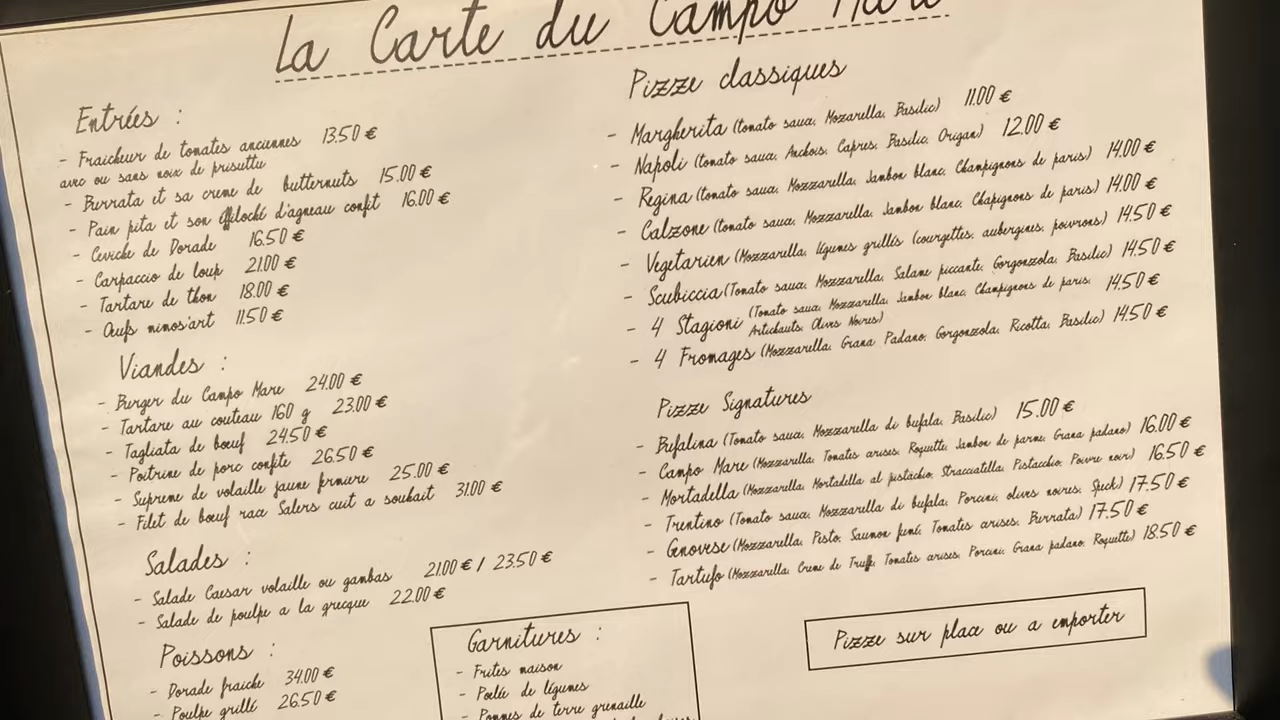 La Carte du Campo Mare
Entrées :
- Fraicheur de tomates anciennes 13.50 €
avec ou sans noix de prisuttu
- Burrata et sa creme de butternuts 15.00 €
- Pain pita et son éffiloché d'agneau confit 16.00 €
- Ceviche de Dorade 16.50 €
- Carpaccio de loup 21.00 €
- Tartare de thon 18.00 €
- Œufs mimos'art 11.50 €
Viandes :
- Burger du Campo Mare 24.00 €
- Tartare au couteau 160 g 23.00 €
- Tagliata de bœuf 24.50 €
- Poitrine de porc confite 26.50 €
- Supreme de volaille jaune fermiere 25.00 €
- Filet de bœuf race Salers cuit a souhait 31.00 €
Salades :
- Salade Caesar volaille ou gambas 21.00 € / 23.50 €
- Salade de poulpe a la grecque 22.00 €
Poissons :
- Dorade fraiche 34.00 €
- Poulpe grillé 26.50 €
Garnitures :
- Frites maison
- Poêlée de légumes
- Pommes de terre grenaille
Pizze classiques
- Margherita (Tomato sauce, Mozzarella, Basilic) 11.00 €
- Napoli (Tomato sauce, Anchois, Capres, Basilic, Origan) 12.00 €
- Regina (Tomato sauce, Mozzarella, Jambon blanc, Champignons de paris) 14.00 €
- Calzone (Tomato sauce, Mozzarella, Jambon blanc, Chapignons de paris) 14.00 €
- Vegetarien (Mozzarella, légumes grillés (courgettes, aubergines, poivrons) 14.50 €
- Scubiccia (Tomato sauce, Mozzarella, Salame piccante, Gorgonzola, Basilic) 14.50 €
- 4 Stagioni (Tomato sauce, Mozzarella, Jambon blanc, Champignons de paris, 14.50 €
Artichauts, Olives Noires)
- 4 Fromages (Mozzarella, Grana Padano, Gorgonzola, Ricotta, Basilic) 14.50 €
Pizze Signatures
- Bufalina (Tomato sauce, Mozzarella di bufala, Basilic) 15.00 €
- Campo Mare (Mozzarella, Tomates cerises, Roquette, Jambon de parme, Grana padano) 16.00 €
- Mortadella (Mozzarella, Mortadella al pistachio, Stracciatella, Pistacchio, Poivre noir) 16.50 €
- Trentino (Tomato sauce, Mozzarella di bufala, Porcini, olives noires, Speck) 17.50 €
- Genovese (Mozzarella, Pesto, Saumon fumé, Tomates cerises, Burrata) 17.50 €
- Tartufo (Mozzarella, Creme de Truffe, Tomates cerises, Porcini, Grana padano, Roquette) 18.50 €
Pizze sur place ou a emporter